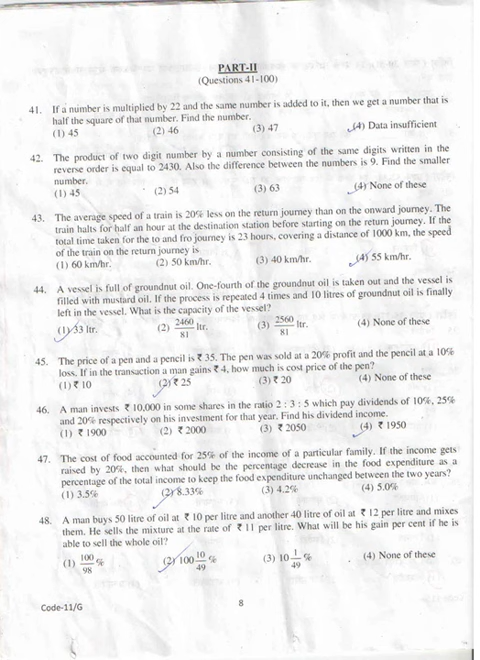 PART-II
(Questions 41-100)
41. If a number is multiplied by 22 and the same number is added to it, then we get a number that is
half the square of that number. Find the number.
(1) 45 (2) 46 (3) 47 (4) Data insufficient
42. The product of two digit number by a number consisting of the same digits written in the
reverse order is equal to 2430. Also the difference between the numbers is 9. Find the smaller
number.
(1) 45 (2) 54 (3) 63 (4) None of these
43. The average speed of a train is 20% less on the return journey than on the onward journey. The
train halts for half an hour at the destination station before starting on the return journey. If the
total time taken for the to and fro journey is 23 hours, covering a distance of 1000 km, the speed
of the train on the return journey is
(1) 60 km/hr. (2) 50 km/hr. (3) 40 km/hr. (4) 55 km/hr.
44. A vessel is full of groundnut oil. One-fourth of the groundnut oil is taken out and the vessel is
filled with mustard oil. If the process is repeated 4 times and 10 litres of groundnut oil is finally
left in the vessel. What is the capacity of the vessel?
(1) 33 ltr. (2) 2460/81 ltr. (3) 2560/81 ltr. (4) None of these
45. The price of a pen and a pencil is ₹ 35. The pen was sold at a 20% profit and the pencil at a 10%
loss. If in the transaction a man gains ₹ 4, how much is cost price of the pen?
(1) ₹ 10 (2) ₹ 25 (3) ₹ 20 (4) None of these
46. A man invests ₹ 10,000 in some shares in the ratio 2 : 3 : 5 which pay dividends of 10%, 25%
and 20% respectively on his investment for that year. Find his dividend income.
(1) ₹ 1900 (2) ₹ 2000 (3) ₹ 2050 (4) ₹ 1950
47. The cost of food accounted for 25% of the income of a particular family. If the income gets
raised by 20%, then what should be the percentage decrease in the food expenditure as a
percentage of the total income to keep the food expenditure unchanged between the two years?
(1) 3.5% (2) 8.33% (3) 4.2% (4) 5.0%
48. A man buys 50 litre of oil at ₹ 10 per litre and another 40 litre of oil at ₹ 12 per litre and mixes
them. He sells the mixture at the rate of ₹ 11 per litre. What will be his gain per cent if he is
able to sell the whole oil?
(1) 100/98 % (2) 100 10/49 % (3) 10 1/49 % (4) None of these
Code-11/G 8